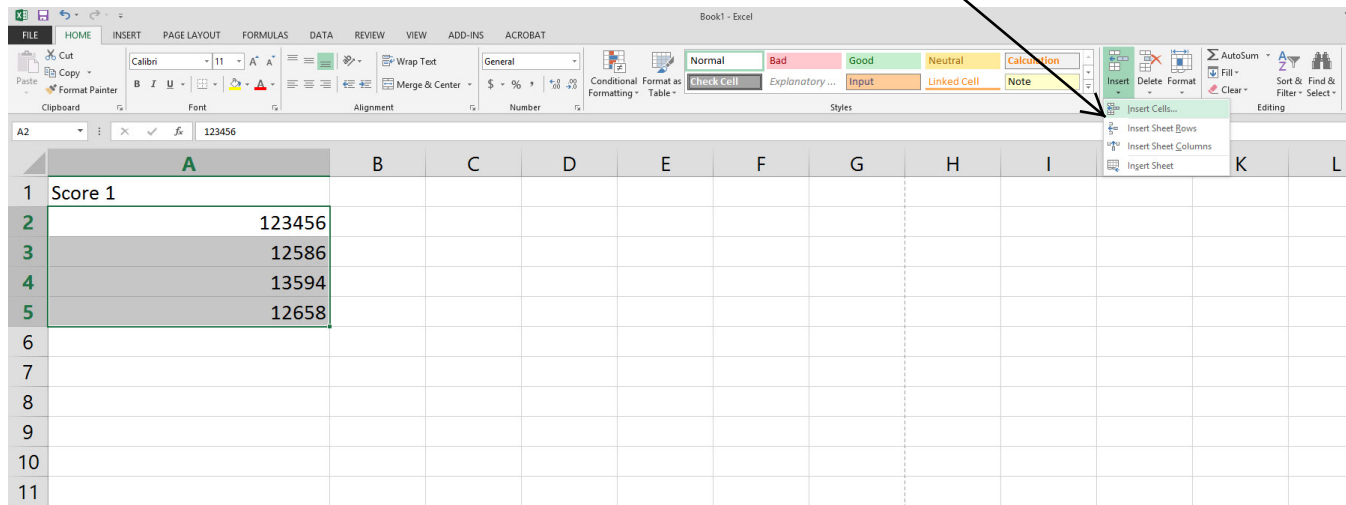 Book1 - Excel
FILE HOME INSERT PAGE LAYOUT FORMULAS DATA REVIEW VIEW ADD-INS ACROBAT
Cut
Copy
Format Painter
Paste
Clipboard
Calibri 11 A A
B I U A
Font
Wrap Text
Merge & Center
Alignment
General
$ % , .0 .00 .00 .0
Number
Conditional Formatting
Format as Table
Normal Bad Good Neutral Calculation
Check Cell Explanatory ... Input Linked Cell Note
Styles
Insert Delete Format
AutoSum
Fill
Clear
Sort & Filter
Find & Select
Editing
Insert Cells...
Insert Sheet Rows
Insert Sheet Columns
Insert Sheet
A2 fx 123456
A B C D E F G H I K L
1 Score 1
2 123456
3 12586
4 13594
5 12658
6
7
8
9
10
11